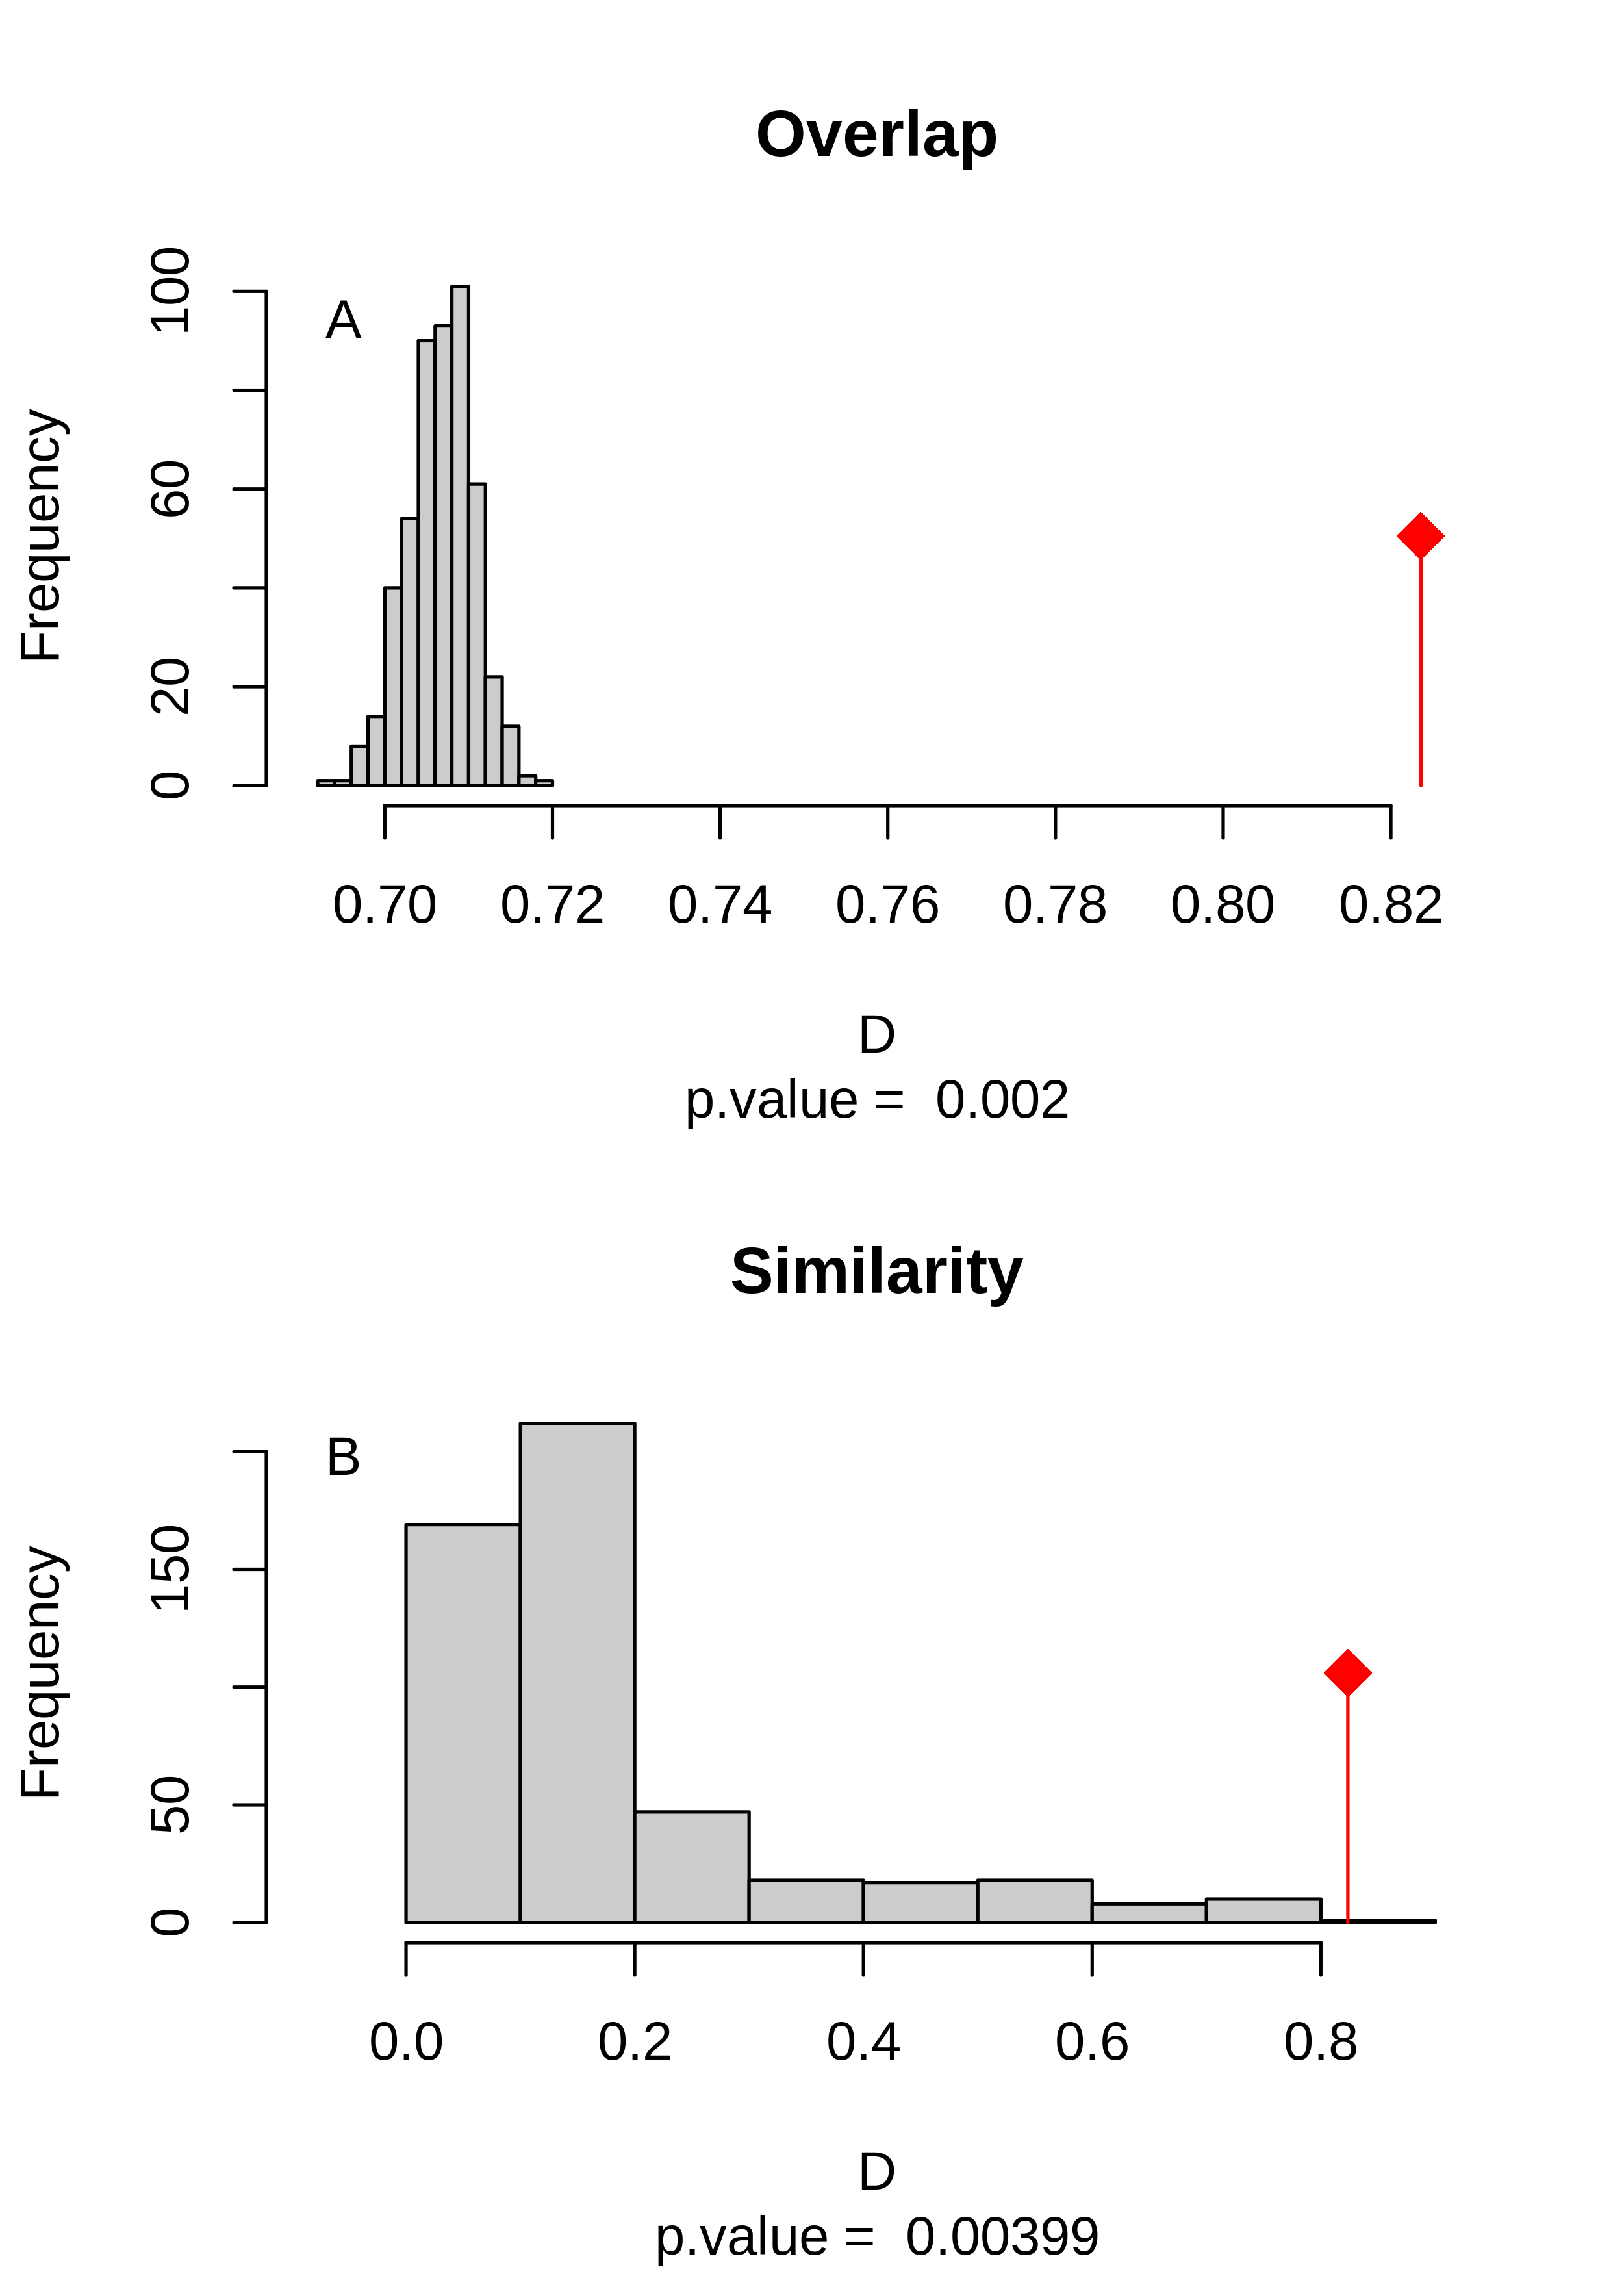 Overlap
A
Frequency
100
60
20
0
0.70 0.72 0.74 0.76 0.78 0.80 0.82
D
p.value =  0.002
Similarity
B
Frequency
150
50
0
0.0 0.2 0.4 0.6 0.8
D
p.value =  0.00399